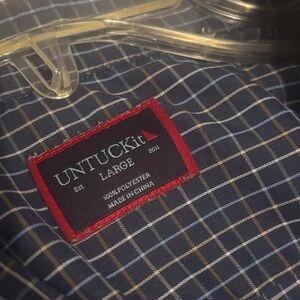 UNTUCKit
LARGE
EST. 2011
100% POLYESTER
MADE IN CHINA